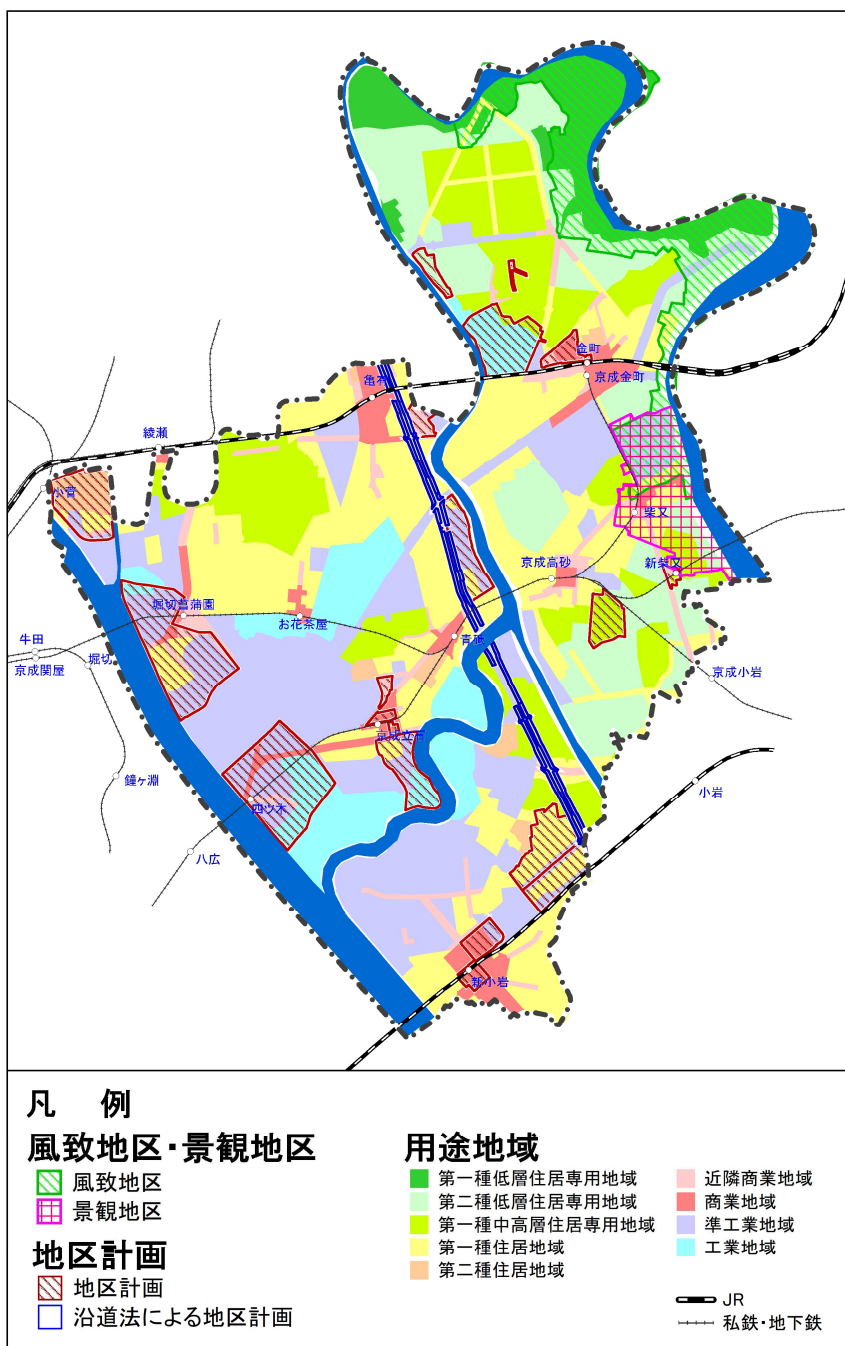 金町
京成金町
亀有
綾瀬
小菅
柴又
新柴又
京成高砂
堀切菖蒲園
お花茶屋
青砥
牛田
京成関屋
堀切
京成小岩
京成立石
鐘ヶ淵
小岩
四ツ木
八広
新小岩
凡 例
風致地区・景観地区
風致地区
景観地区
地区計画
地区計画
沿道法による地区計画
用途地域
第一種低層住居専用地域
第二種低層住居専用地域
第一種中高層住居専用地域
第一種住居地域
第二種住居地域
近隣商業地域
商業地域
準工業地域
工業地域
JR
私鉄・地下鉄